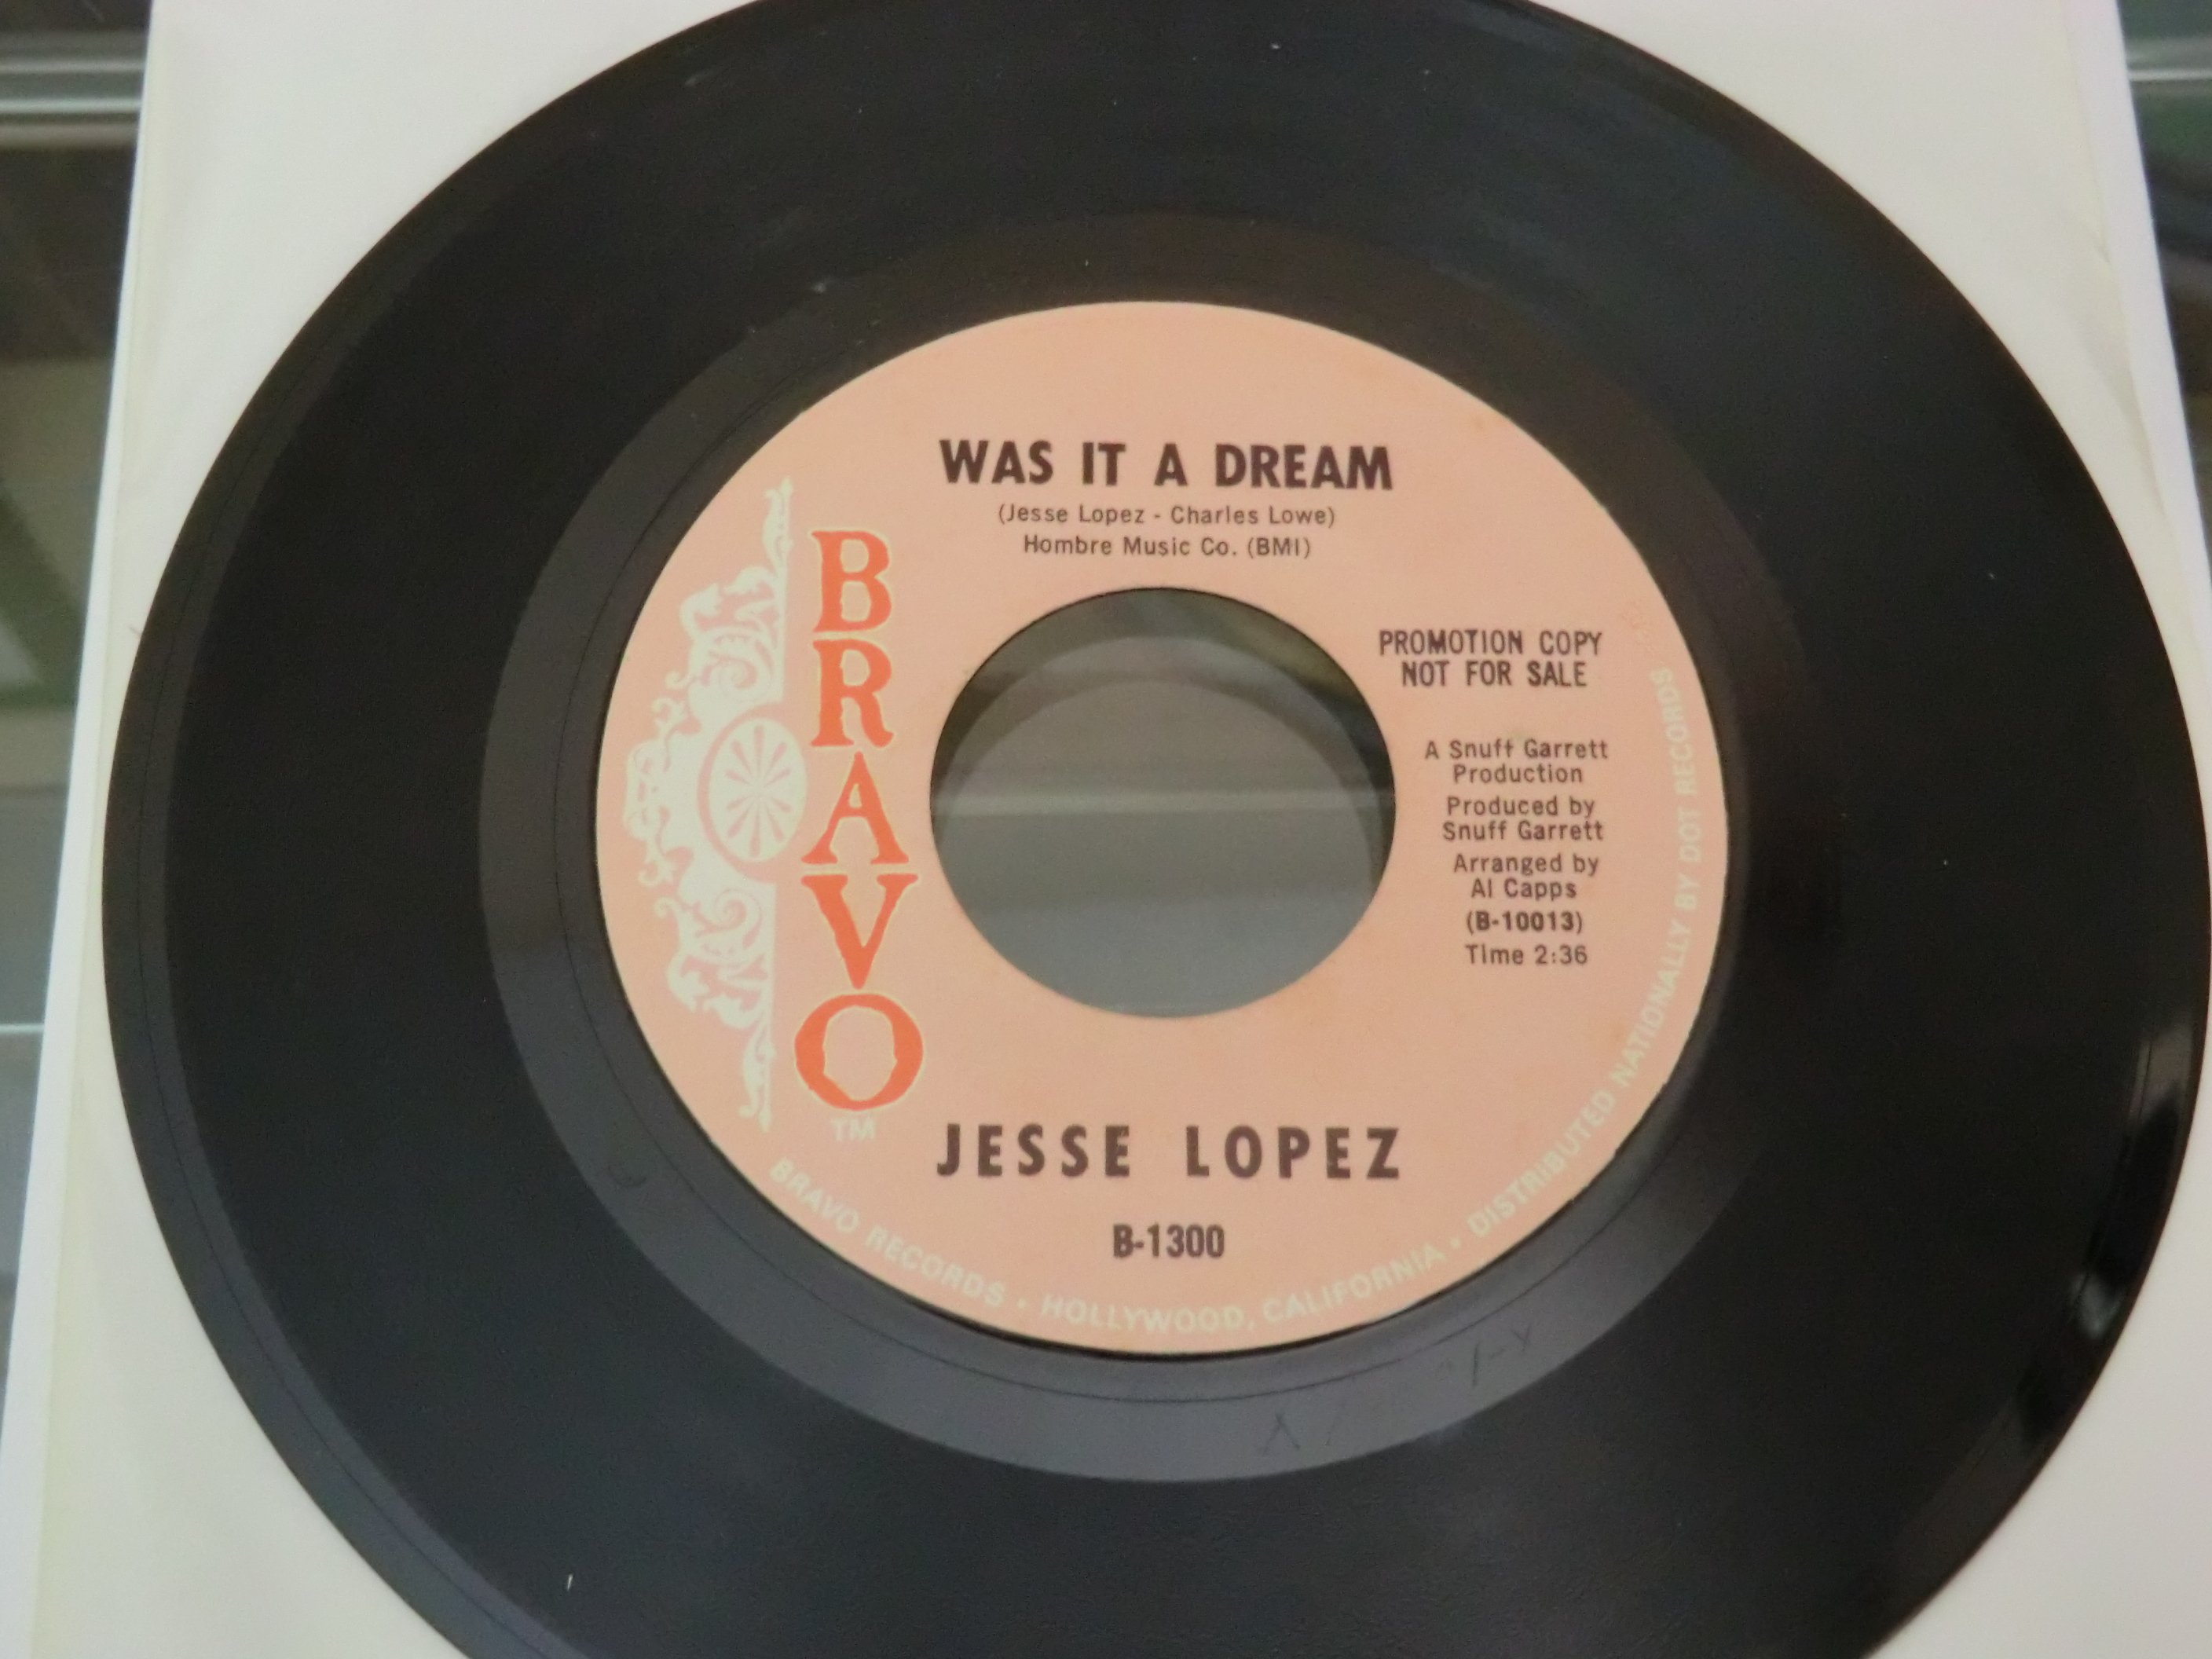 WAS IT A DREAM
(Jesse Lopez - Charles Lowe)
Hombre Music Co. (BMI)
BRAVO
TM
PROMOTION COPY
NOT FOR SALE
A Snuff Garrett
Production
Produced by
Snuff Garrett
Arranged by
Al Capps
(B-10013)
Time 2:36
JESSE LOPEZ
B-1300
BRAVO RECORDS • HOLLYWOOD, CALIFORNIA • DISTRIBUTED NATIONALLY BY DOT RECORDS